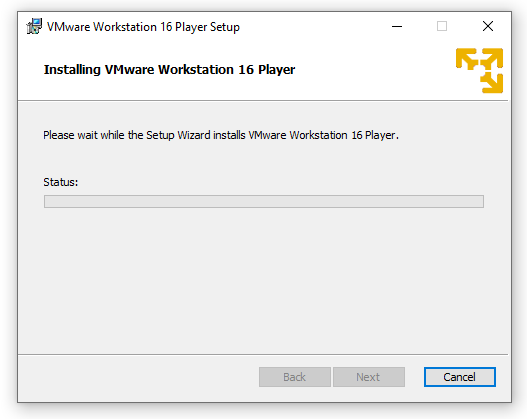 VMware Workstation 16 Player Setup
Installing VMware Workstation 16 Player
Please wait while the Setup Wizard installs VMware Workstation 16 Player.
Status:
Back
Next
Cancel